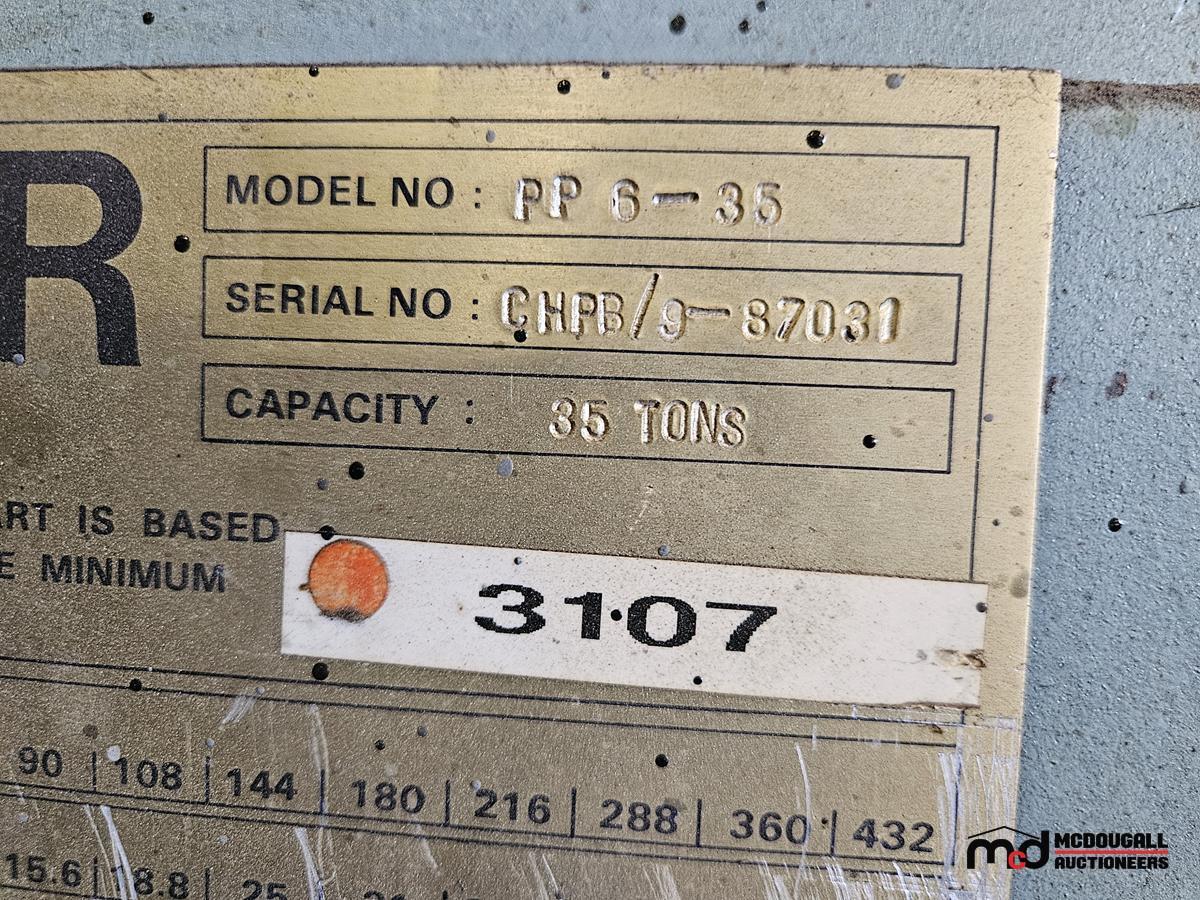 R
MODEL NO : PP 6-35
SERIAL NO : CHPB/9-87031
CAPACITY : 35 TONS
ART IS BASED
E MINIMUM
3107
90 | 108 | 144 | 180 | 216 | 288 | 360 | 432
15.6 | 18.8 | 25
mcd MCDOUGALL
AUCTIONEERS